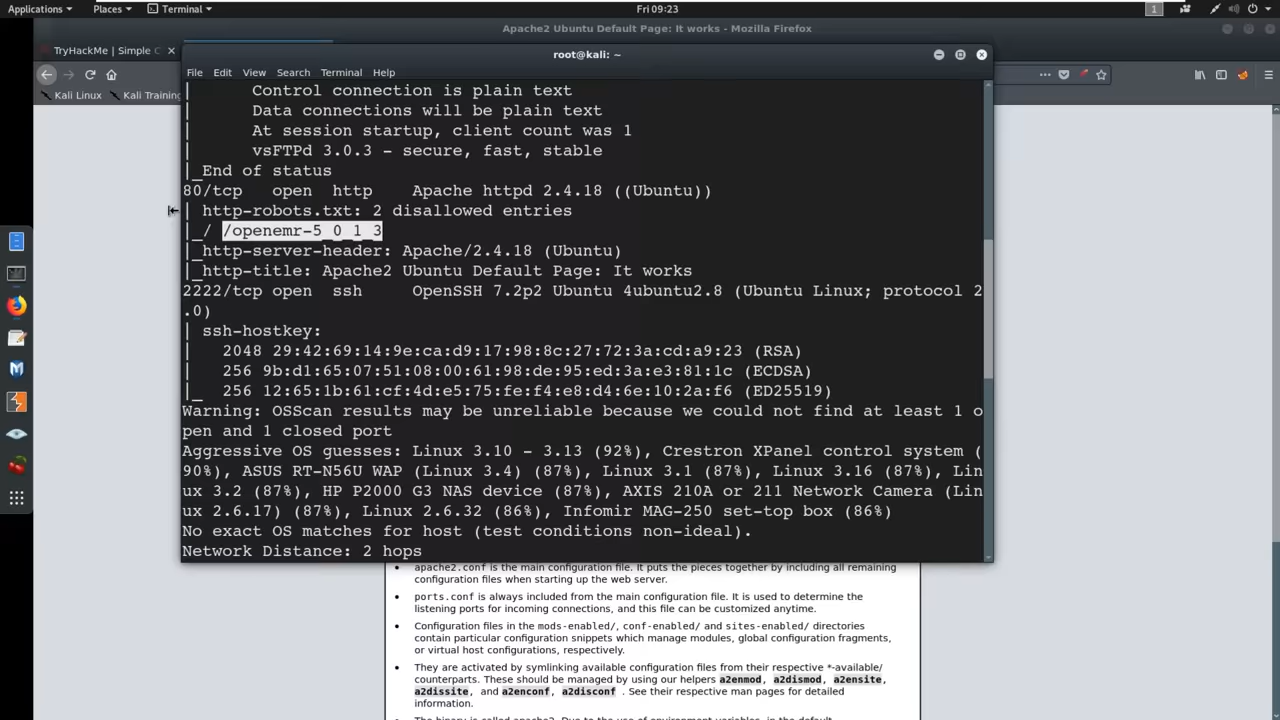 Applications Places Terminal Fri 09:23 1
Apache2 Ubuntu Default Page: It works - Mozilla Firefox
TryHackMe | Simple C
root@kali: ~
File Edit View Search Terminal Help
Kali Linux Kali Training
| Control connection is plain text
| Data connections will be plain text
| At session startup, client count was 1
| vsFTPd 3.0.3 - secure, fast, stable
|_End of status
80/tcp open http Apache httpd 2.4.18 ((Ubuntu))
| http-robots.txt: 2 disallowed entries
|_/ /openemr-5_0_1_3
|_http-server-header: Apache/2.4.18 (Ubuntu)
|_http-title: Apache2 Ubuntu Default Page: It works
2222/tcp open ssh OpenSSH 7.2p2 Ubuntu 4ubuntu2.8 (Ubuntu Linux; protocol 2
.0)
| ssh-hostkey:
| 2048 29:42:69:14:9e:ca:d9:17:98:8c:27:72:3a:cd:a9:23 (RSA)
| 256 9b:d1:65:07:51:08:00:61:98:de:95:ed:3a:e3:81:1c (ECDSA)
|_ 256 12:65:1b:61:cf:4d:e5:75:fe:f4:e8:d4:6e:10:2a:f6 (ED25519)
Warning: OSScan results may be unreliable because we could not find at least 1 o
pen and 1 closed port
Aggressive OS guesses: Linux 3.10 - 3.13 (92%), Crestron XPanel control system (
90%), ASUS RT-N56U WAP (Linux 3.4) (87%), Linux 3.1 (87%), Linux 3.16 (87%), Lin
ux 3.2 (87%), HP P2000 G3 NAS device (87%), AXIS 210A or 211 Network Camera (Lin
ux 2.6.17) (87%), Linux 2.6.32 (86%), Infomir MAG-250 set-top box (86%)
No exact OS matches for host (test conditions non-ideal).
Network Distance: 2 hops
• apache2.conf is the main configuration file. It puts the pieces together by including all remaining
configuration files when starting up the web server.
• ports.conf is always included from the main configuration file. It is used to determine the
listening ports for incoming connections, and this file can be customized anytime.
• Configuration files in the mods-enabled/, conf-enabled/ and sites-enabled/ directories
contain particular configuration snippets which manage modules, global configuration fragments,
or virtual host configurations, respectively.
• They are activated by symlinking available configuration files from their respective *-available/
counterparts. These should be managed by using our helpers a2enmod, a2dismod, a2ensite,
a2dissite, and a2enconf, a2disconf . See their respective man pages for detailed
information.
• The binary is called apache2. Due to the use of environment variables, in the default